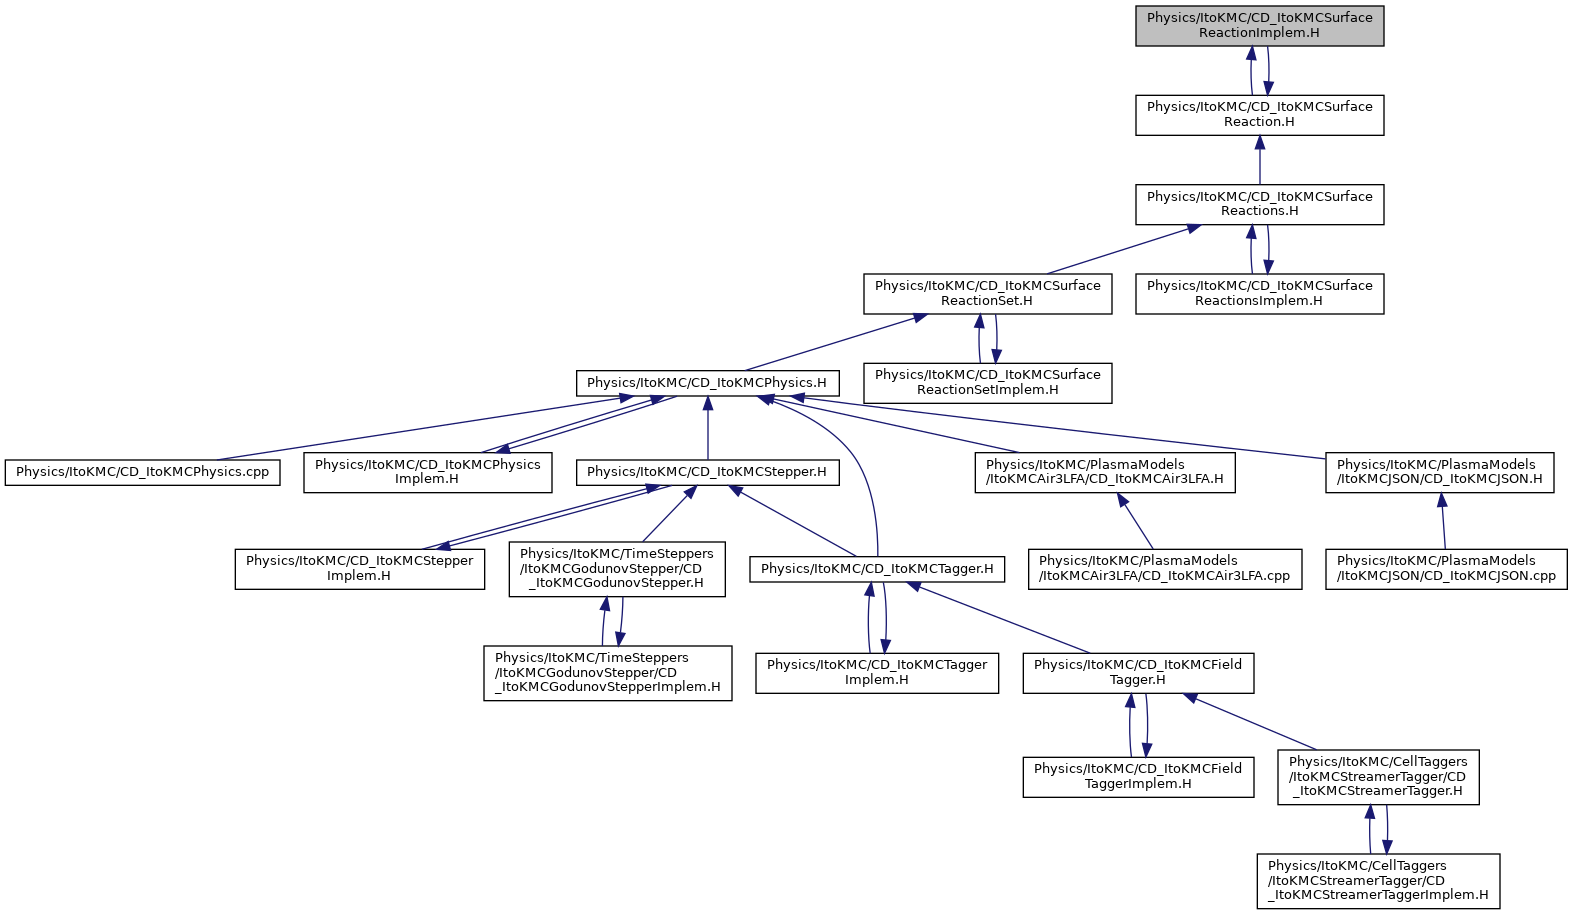 Physics/ItoKMC/CD_ItoKMCSurface
ReactionImplem.H
Physics/ItoKMC/CD_ItoKMCSurface
Reaction.H
Physics/ItoKMC/CD_ItoKMCSurface
Reactions.H
Physics/ItoKMC/CD_ItoKMCSurface
ReactionSet.H
Physics/ItoKMC/CD_ItoKMCSurface
ReactionsImplem.H
Physics/ItoKMC/CD_ItoKMCPhysics.H
Physics/ItoKMC/CD_ItoKMCSurface
ReactionSetImplem.H
Physics/ItoKMC/CD_ItoKMCPhysics.cpp
Physics/ItoKMC/CD_ItoKMCPhysics
Implem.H
Physics/ItoKMC/CD_ItoKMCStepper.H
Physics/ItoKMC/PlasmaModels
/ItoKMCAir3LFA/CD_ItoKMCAir3LFA.H
Physics/ItoKMC/PlasmaModels
/ItoKMCJSON/CD_ItoKMCJSON.H
Physics/ItoKMC/CD_ItoKMCStepper
Implem.H
Physics/ItoKMC/TimeSteppers
/ItoKMCGodunovStepper/CD
_ItoKMCGodunovStepper.H
Physics/ItoKMC/CD_ItoKMCTagger.H
Physics/ItoKMC/PlasmaModels
/ItoKMCAir3LFA/CD_ItoKMCAir3LFA.cpp
Physics/ItoKMC/PlasmaModels
/ItoKMCJSON/CD_ItoKMCJSON.cpp
Physics/ItoKMC/TimeSteppers
/ItoKMCGodunovStepper/CD
_ItoKMCGodunovStepperImplem.H
Physics/ItoKMC/CD_ItoKMCTagger
Implem.H
Physics/ItoKMC/CD_ItoKMCField
Tagger.H
Physics/ItoKMC/CD_ItoKMCField
TaggerImplem.H
Physics/ItoKMC/CellTaggers
/ItoKMCStreamerTagger/CD
_ItoKMCStreamerTagger.H
Physics/ItoKMC/CellTaggers
/ItoKMCStreamerTagger/CD
_ItoKMCStreamerTaggerImplem.H